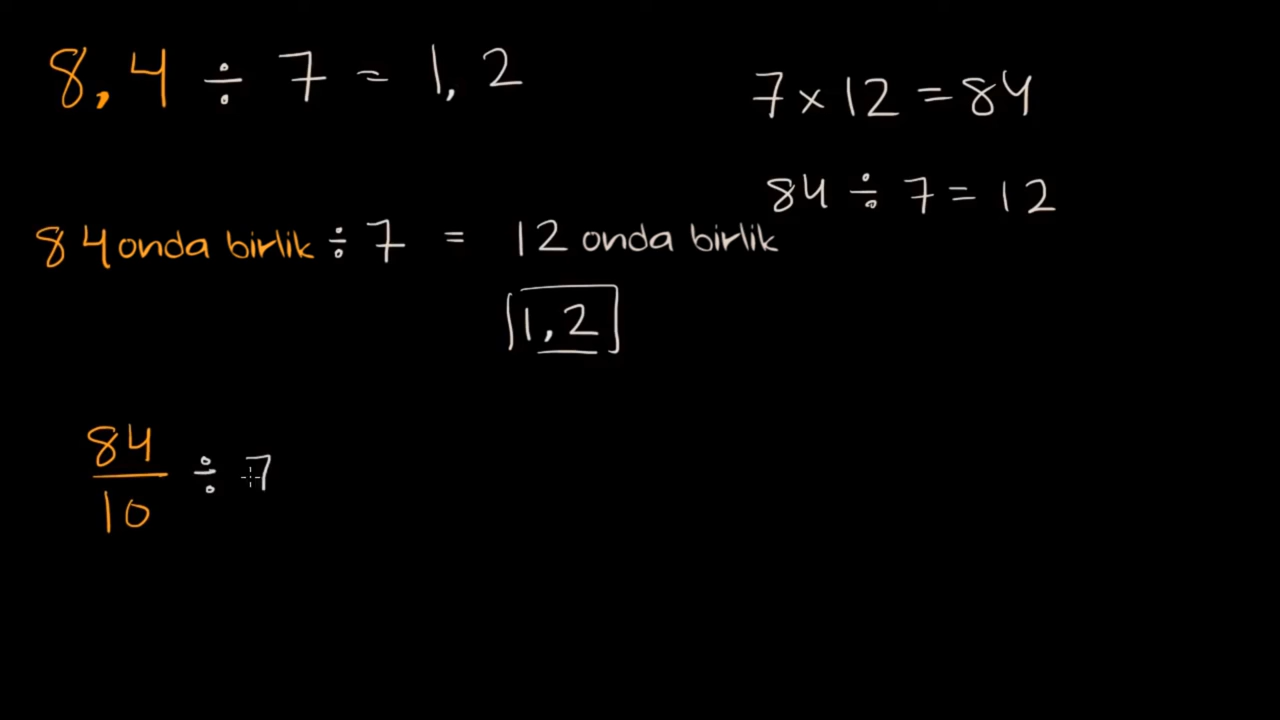 8,4 ÷ 7 = 1,2
7 x 12 = 84
84 ÷ 7 = 12
84 onda birlik ÷ 7 = 12 onda birlik
1,2
84
10 ÷ 7